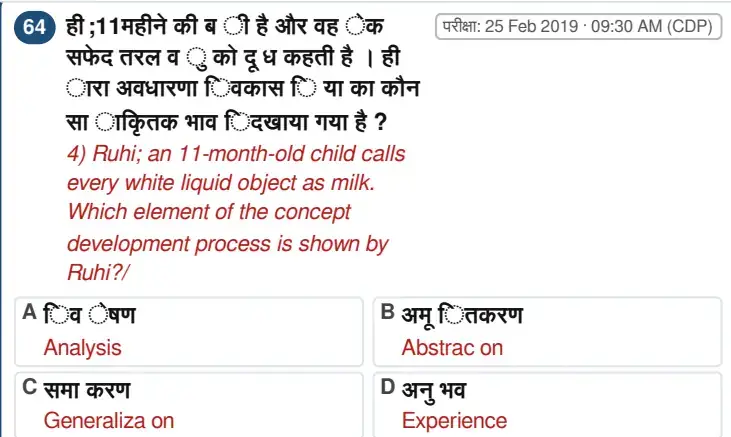 64 ही ;11महीने की ब ी है और वह ेक
परीक्षा: 25 Feb 2019 · 09:30 AM (CDP)
सफेद तरल व ु को दू ध कहती है । ही
ारा अवधारणा िवकास ि या का कौन
सा ाकृितक भाव िदखाया गया है ?
4) Ruhi; an 11-month-old child calls
every white liquid object as milk.
Which element of the concept
development process is shown by
Ruhi?/
A िव ेषण
Analysis
B अमू ितकरण
Abstrac on
C समा करण
Generaliza on
D अनु भव
Experience